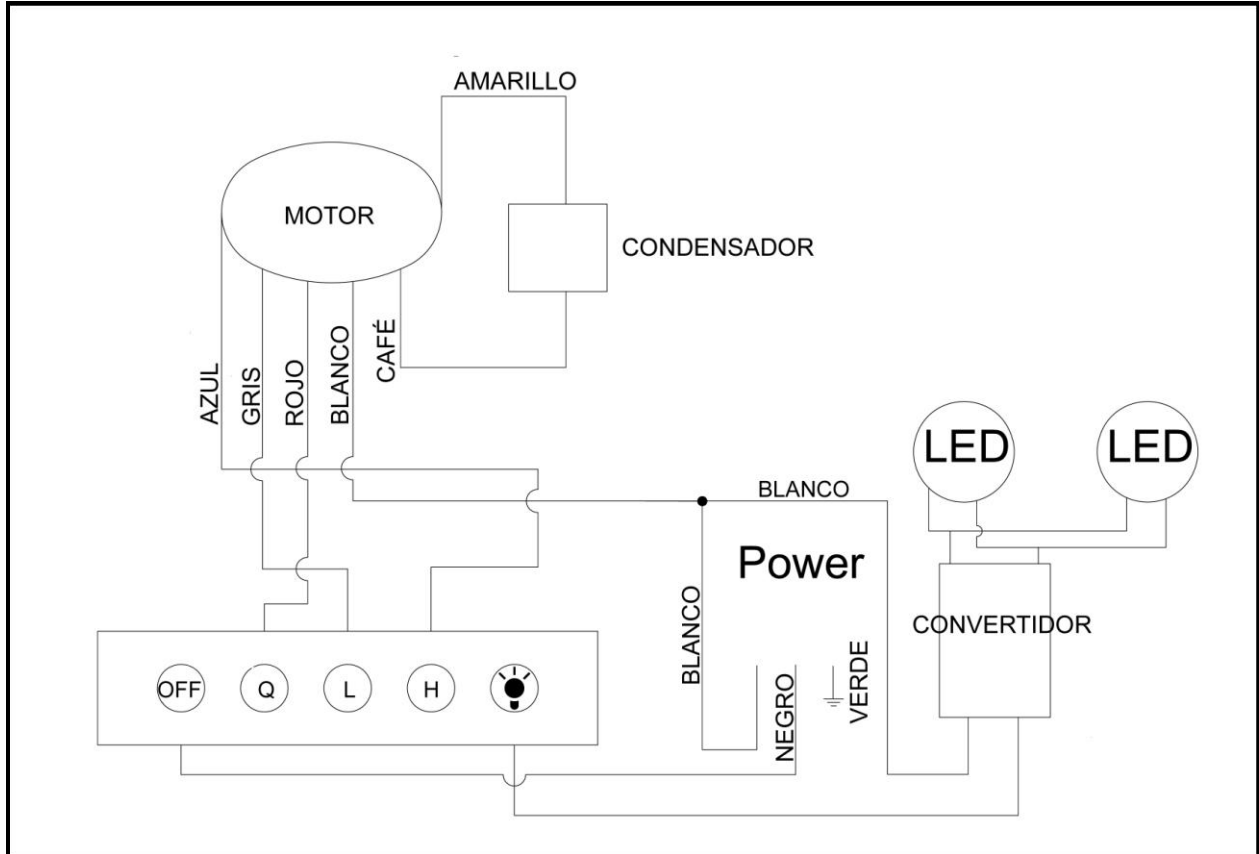 AMARILLO
MOTOR
CONDENSADOR
AZUL
GRIS
ROJO
BLANCO
CAFÉ
LED
LED
BLANCO
Power
BLANCO
NEGRO
VERDE
CONVERTIDOR
OFF
Q
L
H